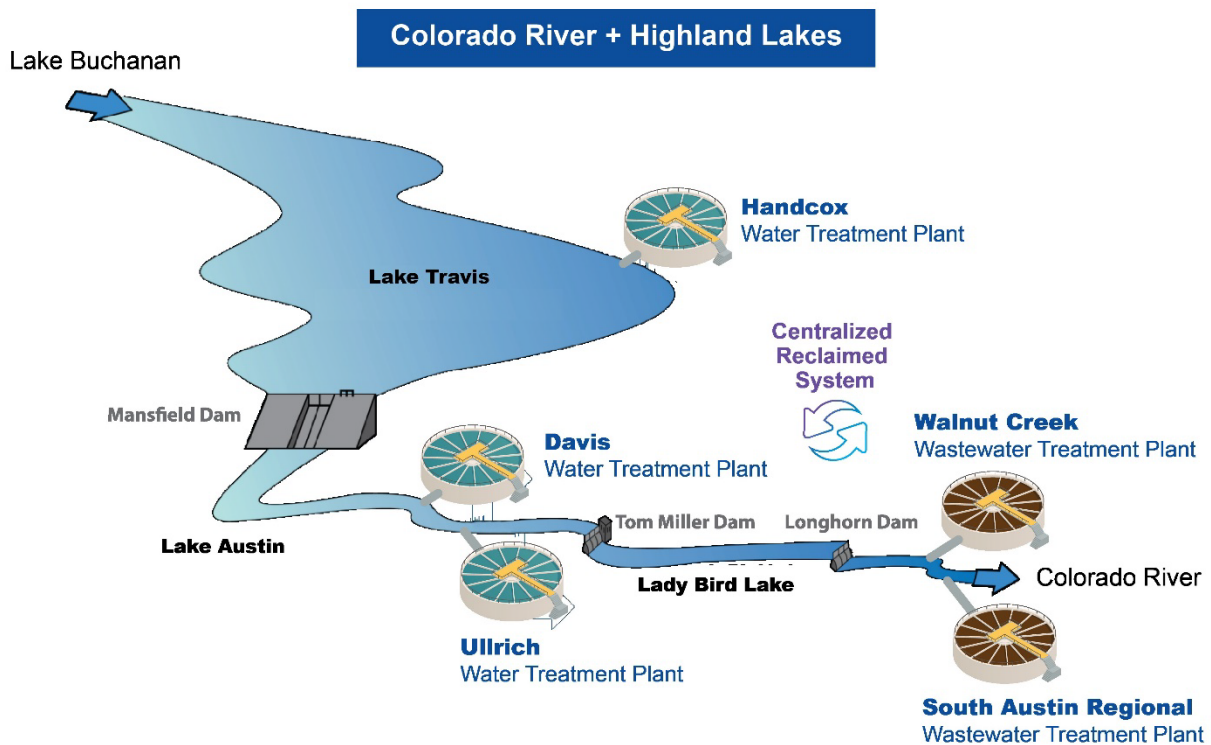 Colorado River + Highland Lakes
Lake Buchanan
Handcox
Water Treatment Plant
Lake Travis
Centralized
Reclaimed
System
Mansfield Dam
Davis
Water Treatment Plant
Walnut Creek
Wastewater Treatment Plant
Tom Miller Dam
Longhorn Dam
Lake Austin
Lady Bird Lake
Colorado River
Ullrich
Water Treatment Plant
South Austin Regional
Wastewater Treatment Plant